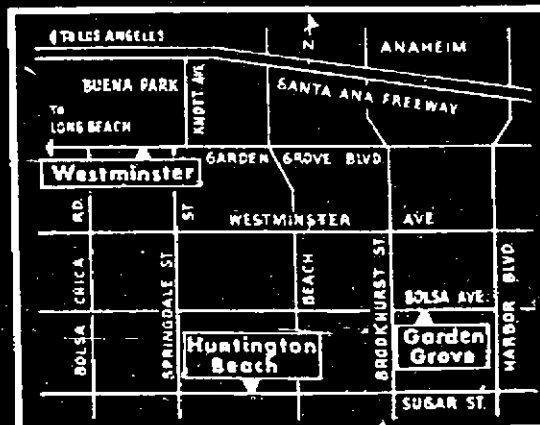 TO LOS ANGELES
N
ANAHEIM
BUENA PARK
KNOTT AVE.
SANTA ANA FREEWAY
TO
LONG BEACH
GARDEN GROVE BLVD.
Westminster
BOLSA CHICA RD.
SPRINGDALE ST
WESTMINSTER AVE
BEACH
BROOKHURST ST.
HARBOR BLVD.
BOLSA AVE.
Huntington
Beach
Garden
Grove
SUGAR ST.